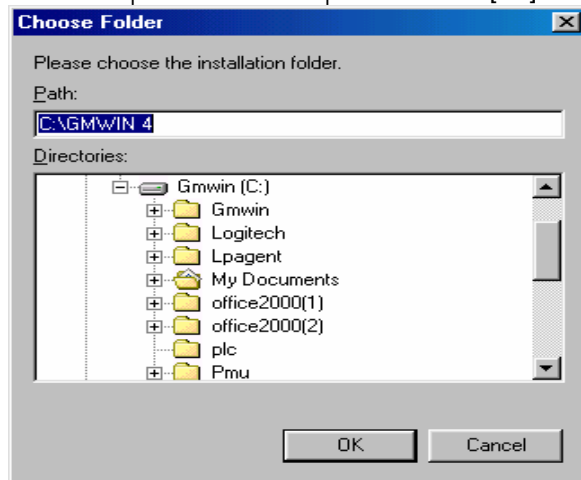 Choose Folder
Please choose the installation folder.
Path:
C:\GMWIN 4
Directories:
Gmwin (C:)
Gmwin
Logitech
Lpagent
My Documents
office2000(1)
office2000(2)
plc
Pmu
OK Cancel